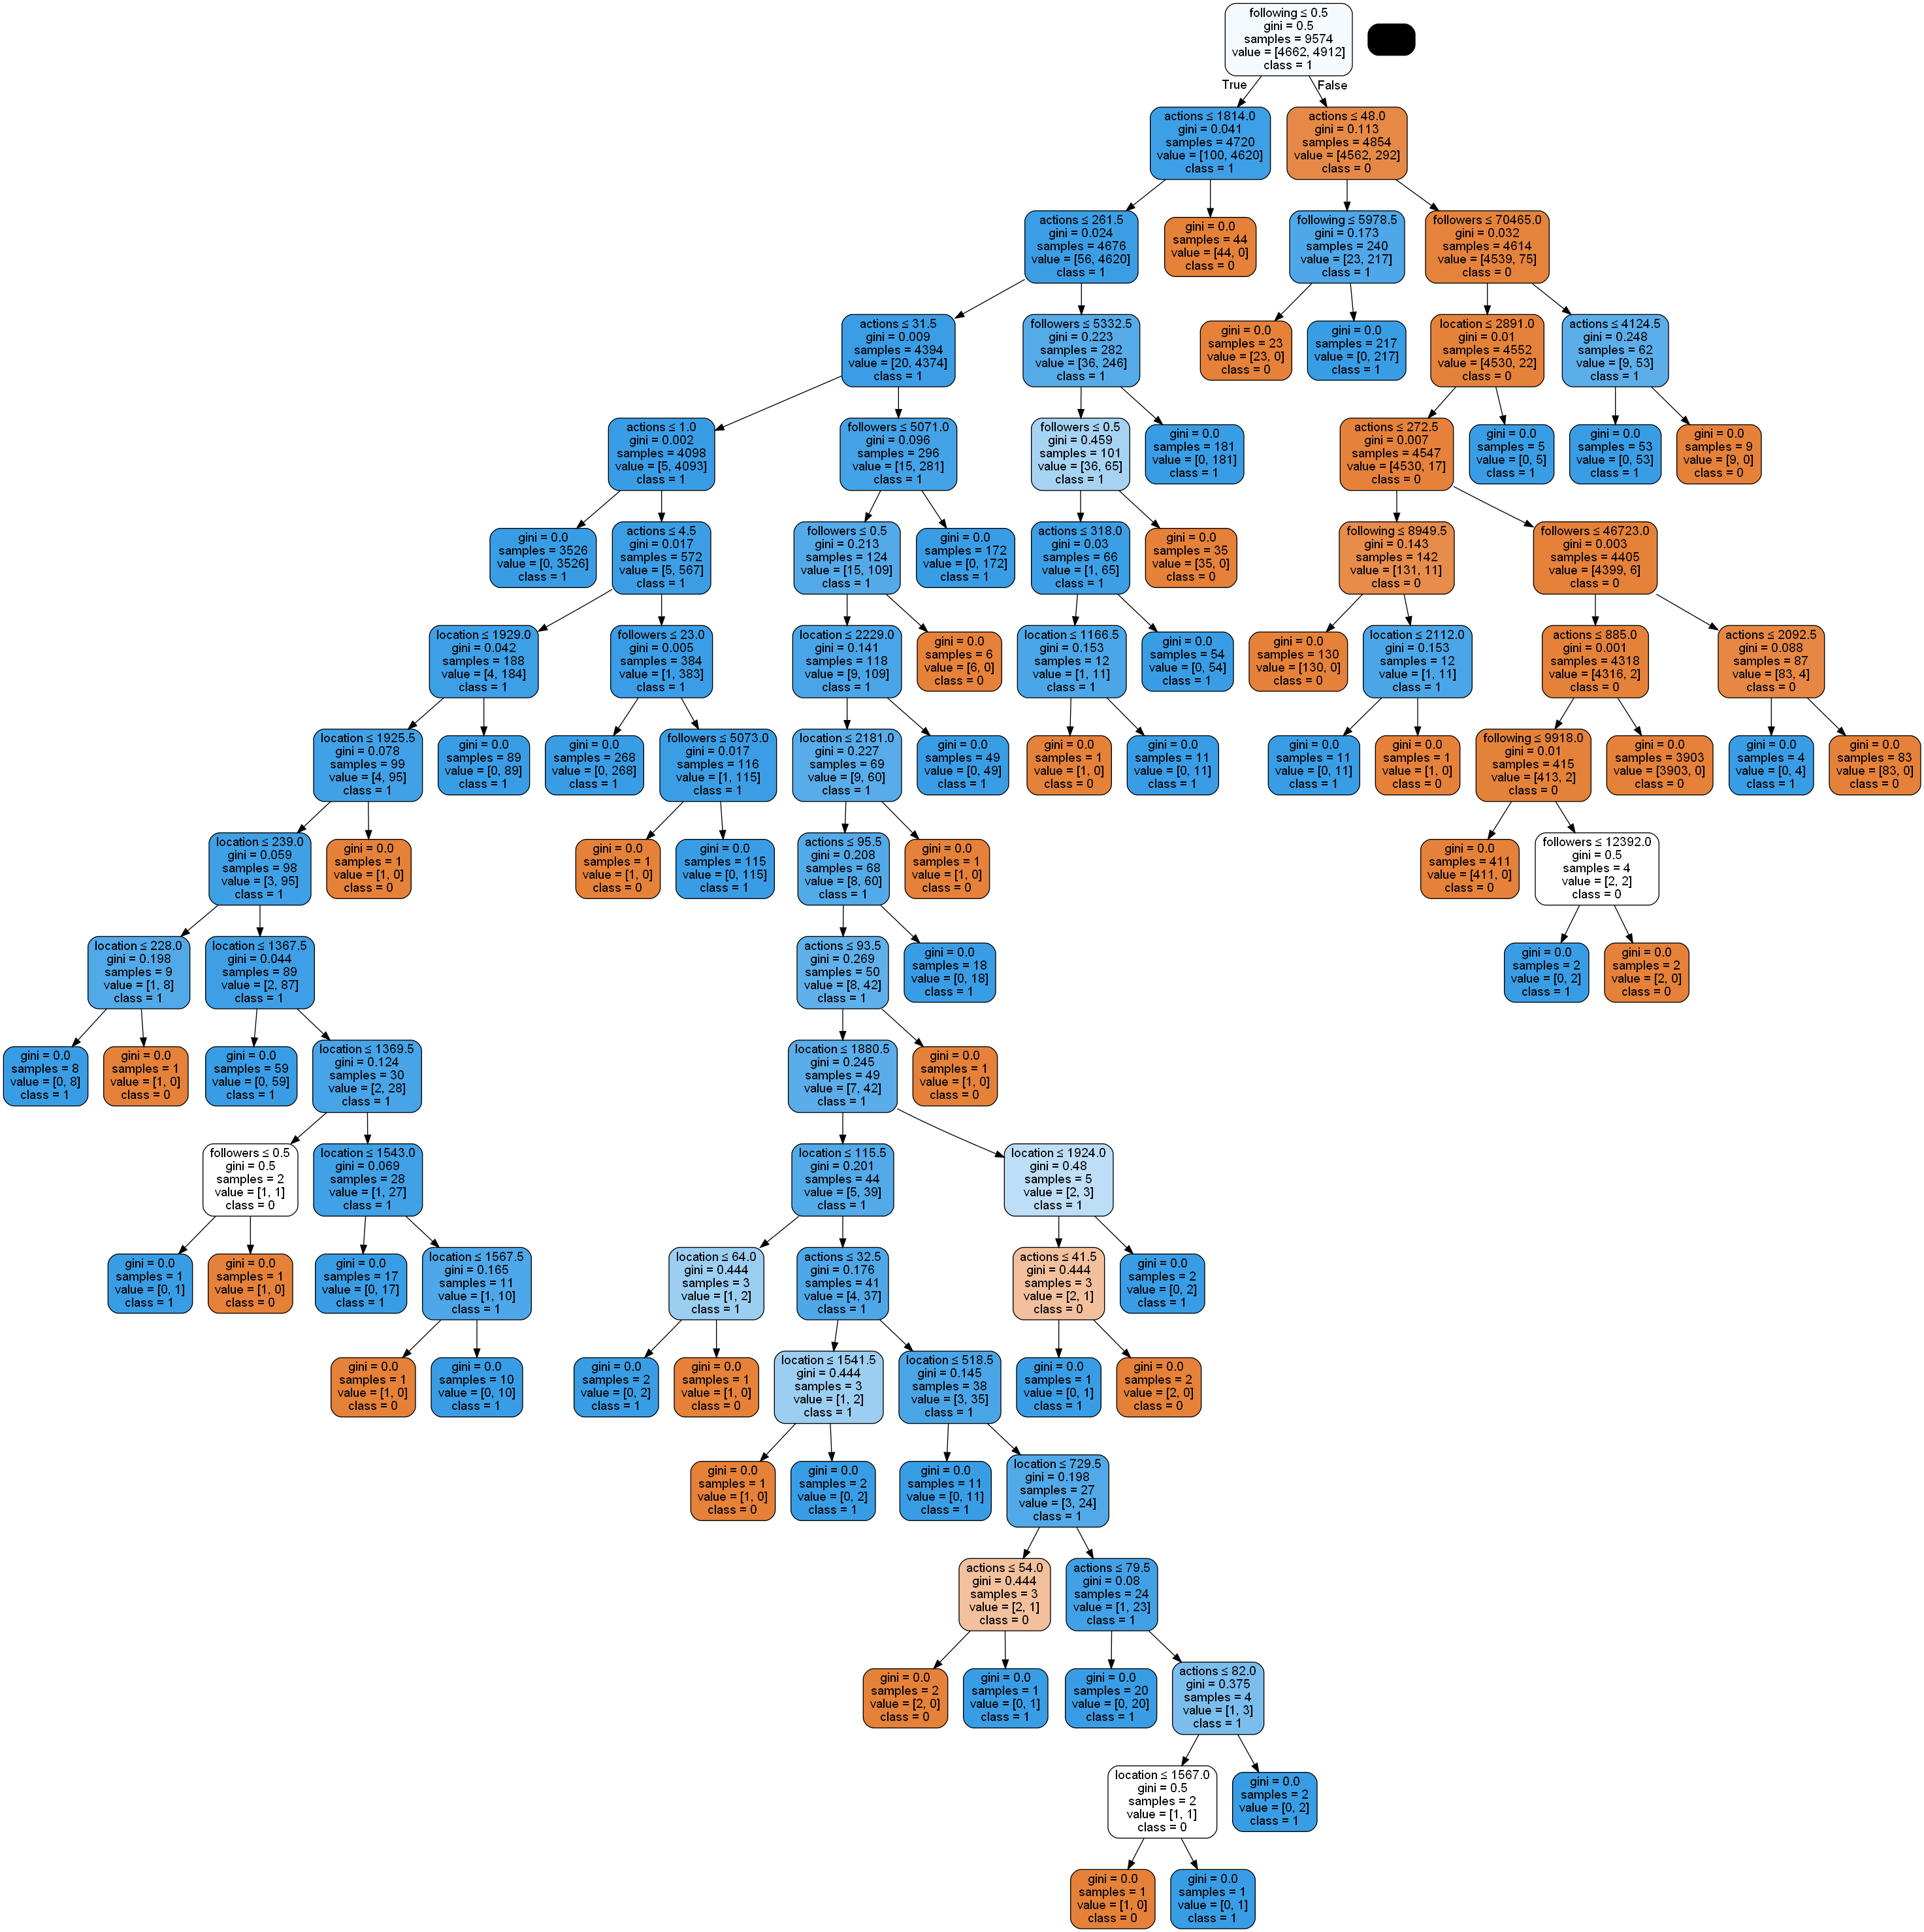 following ≤ 0.5
gini = 0.5
samples = 9574
value = [4662, 4912]
class = 1
True
False
actions ≤ 1814.0
gini = 0.041
samples = 4720
value = [100, 4620]
class = 1
actions ≤ 48.0
gini = 0.113
samples = 4854
value = [4562, 292]
class = 0
actions ≤ 261.5
gini = 0.024
samples = 4676
value = [56, 4620]
class = 1
gini = 0.0
samples = 44
value = [44, 0]
class = 0
following ≤ 5978.5
gini = 0.173
samples = 240
value = [23, 217]
class = 1
followers ≤ 70465.0
gini = 0.032
samples = 4614
value = [4539, 75]
class = 0
actions ≤ 31.5
gini = 0.009
samples = 4394
value = [20, 4374]
class = 1
followers ≤ 5332.5
gini = 0.223
samples = 282
value = [36, 246]
class = 1
gini = 0.0
samples = 23
value = [23, 0]
class = 0
gini = 0.0
samples = 217
value = [0, 217]
class = 1
location ≤ 2891.0
gini = 0.01
samples = 4552
value = [4530, 22]
class = 0
actions ≤ 4124.5
gini = 0.248
samples = 62
value = [9, 53]
class = 1
actions ≤ 1.0
gini = 0.002
samples = 4098
value = [5, 4093]
class = 1
followers ≤ 5071.0
gini = 0.096
samples = 296
value = [15, 281]
class = 1
followers ≤ 0.5
gini = 0.459
samples = 101
value = [36, 65]
class = 1
gini = 0.0
samples = 181
value = [0, 181]
class = 1
actions ≤ 272.5
gini = 0.007
samples = 4547
value = [4530, 17]
class = 0
gini = 0.0
samples = 5
value = [0, 5]
class = 1
gini = 0.0
samples = 53
value = [0, 53]
class = 1
gini = 0.0
samples = 9
value = [9, 0]
class = 0
gini = 0.0
samples = 3526
value = [0, 3526]
class = 1
actions ≤ 4.5
gini = 0.017
samples = 572
value = [5, 567]
class = 1
followers ≤ 0.5
gini = 0.213
samples = 124
value = [15, 109]
class = 1
gini = 0.0
samples = 172
value = [0, 172]
class = 1
actions ≤ 318.0
gini = 0.03
samples = 66
value = [1, 65]
class = 1
gini = 0.0
samples = 35
value = [35, 0]
class = 0
following ≤ 8949.5
gini = 0.143
samples = 142
value = [131, 11]
class = 0
followers ≤ 46723.0
gini = 0.003
samples = 4405
value = [4399, 6]
class = 0
location ≤ 1929.0
gini = 0.042
samples = 188
value = [4, 184]
class = 1
followers ≤ 23.0
gini = 0.005
samples = 384
value = [1, 383]
class = 1
location ≤ 2229.0
gini = 0.141
samples = 118
value = [9, 109]
class = 1
gini = 0.0
samples = 6
value = [6, 0]
class = 0
location ≤ 1166.5
gini = 0.153
samples = 12
value = [1, 11]
class = 1
gini = 0.0
samples = 54
value = [0, 54]
class = 1
gini = 0.0
samples = 130
value = [130, 0]
class = 0
location ≤ 2112.0
gini = 0.153
samples = 12
value = [1, 11]
class = 1
actions ≤ 885.0
gini = 0.001
samples = 4318
value = [4316, 2]
class = 0
actions ≤ 2092.5
gini = 0.088
samples = 87
value = [83, 4]
class = 0
location ≤ 1925.5
gini = 0.078
samples = 99
value = [4, 95]
class = 1
gini = 0.0
samples = 89
value = [0, 89]
class = 1
gini = 0.0
samples = 268
value = [0, 268]
class = 1
followers ≤ 5073.0
gini = 0.017
samples = 116
value = [1, 115]
class = 1
location ≤ 2181.0
gini = 0.227
samples = 69
value = [9, 60]
class = 1
gini = 0.0
samples = 49
value = [0, 49]
class = 1
gini = 0.0
samples = 1
value = [1, 0]
class = 0
gini = 0.0
samples = 11
value = [0, 11]
class = 1
gini = 0.0
samples = 11
value = [0, 11]
class = 1
gini = 0.0
samples = 1
value = [1, 0]
class = 0
following ≤ 9918.0
gini = 0.01
samples = 415
value = [413, 2]
class = 0
gini = 0.0
samples = 3903
value = [3903, 0]
class = 0
gini = 0.0
samples = 4
value = [0, 4]
class = 1
gini = 0.0
samples = 83
value = [83, 0]
class = 0
location ≤ 239.0
gini = 0.059
samples = 98
value = [3, 95]
class = 1
gini = 0.0
samples = 1
value = [1, 0]
class = 0
gini = 0.0
samples = 1
value = [1, 0]
class = 0
gini = 0.0
samples = 115
value = [0, 115]
class = 1
actions ≤ 95.5
gini = 0.208
samples = 68
value = [8, 60]
class = 1
gini = 0.0
samples = 1
value = [1, 0]
class = 0
gini = 0.0
samples = 411
value = [411, 0]
class = 0
followers ≤ 12392.0
gini = 0.5
samples = 4
value = [2, 2]
class = 0
location ≤ 228.0
gini = 0.198
samples = 9
value = [1, 8]
class = 1
location ≤ 1367.5
gini = 0.044
samples = 89
value = [2, 87]
class = 1
actions ≤ 93.5
gini = 0.269
samples = 50
value = [8, 42]
class = 1
gini = 0.0
samples = 18
value = [0, 18]
class = 1
gini = 0.0
samples = 2
value = [0, 2]
class = 1
gini = 0.0
samples = 2
value = [2, 0]
class = 0
gini = 0.0
samples = 8
value = [0, 8]
class = 1
gini = 0.0
samples = 1
value = [1, 0]
class = 0
gini = 0.0
samples = 59
value = [0, 59]
class = 1
location ≤ 1369.5
gini = 0.124
samples = 30
value = [2, 28]
class = 1
location ≤ 1880.5
gini = 0.245
samples = 49
value = [7, 42]
class = 1
gini = 0.0
samples = 1
value = [1, 0]
class = 0
followers ≤ 0.5
gini = 0.5
samples = 2
value = [1, 1]
class = 0
location ≤ 1543.0
gini = 0.069
samples = 28
value = [1, 27]
class = 1
location ≤ 115.5
gini = 0.201
samples = 44
value = [5, 39]
class = 1
location ≤ 1924.0
gini = 0.48
samples = 5
value = [2, 3]
class = 1
gini = 0.0
samples = 1
value = [0, 1]
class = 1
gini = 0.0
samples = 1
value = [1, 0]
class = 0
gini = 0.0
samples = 17
value = [0, 17]
class = 1
location ≤ 1567.5
gini = 0.165
samples = 11
value = [1, 10]
class = 1
location ≤ 64.0
gini = 0.444
samples = 3
value = [1, 2]
class = 1
actions ≤ 32.5
gini = 0.176
samples = 41
value = [4, 37]
class = 1
actions ≤ 41.5
gini = 0.444
samples = 3
value = [2, 1]
class = 0
gini = 0.0
samples = 2
value = [0, 2]
class = 1
gini = 0.0
samples = 1
value = [1, 0]
class = 0
gini = 0.0
samples = 10
value = [0, 10]
class = 1
gini = 0.0
samples = 2
value = [0, 2]
class = 1
gini = 0.0
samples = 1
value = [1, 0]
class = 0
location ≤ 1541.5
gini = 0.444
samples = 3
value = [1, 2]
class = 1
location ≤ 518.5
gini = 0.145
samples = 38
value = [3, 35]
class = 1
gini = 0.0
samples = 1
value = [0, 1]
class = 1
gini = 0.0
samples = 2
value = [2, 0]
class = 0
gini = 0.0
samples = 1
value = [1, 0]
class = 0
gini = 0.0
samples = 2
value = [0, 2]
class = 1
gini = 0.0
samples = 11
value = [0, 11]
class = 1
location ≤ 729.5
gini = 0.198
samples = 27
value = [3, 24]
class = 1
actions ≤ 54.0
gini = 0.444
samples = 3
value = [2, 1]
class = 0
actions ≤ 79.5
gini = 0.08
samples = 24
value = [1, 23]
class = 1
gini = 0.0
samples = 2
value = [2, 0]
class = 0
gini = 0.0
samples = 1
value = [0, 1]
class = 1
gini = 0.0
samples = 20
value = [0, 20]
class = 1
actions ≤ 82.0
gini = 0.375
samples = 4
value = [1, 3]
class = 1
location ≤ 1567.0
gini = 0.5
samples = 2
value = [1, 1]
class = 0
gini = 0.0
samples = 2
value = [0, 2]
class = 1
gini = 0.0
samples = 1
value = [1, 0]
class = 0
gini = 0.0
samples = 1
value = [0, 1]
class = 1